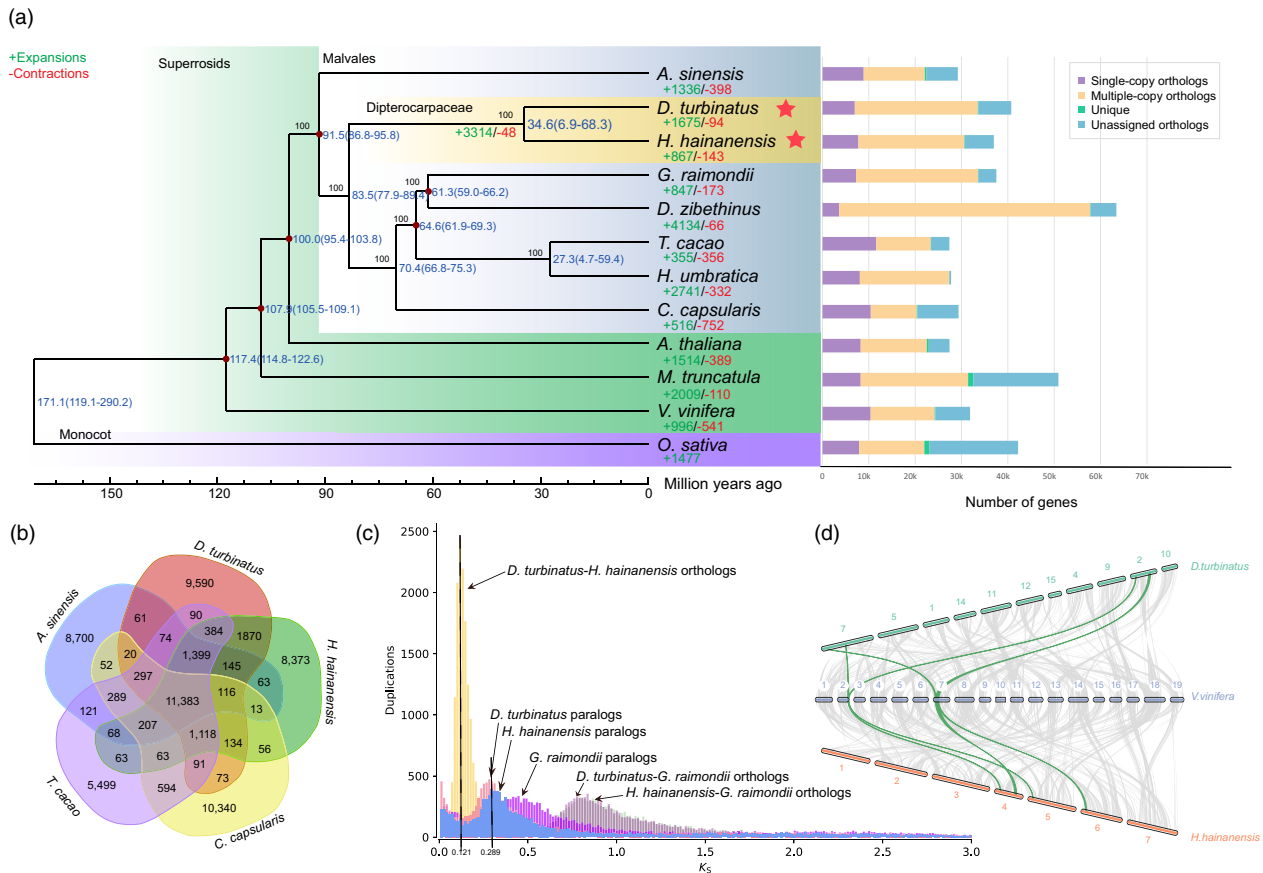 (a)
+Expansions
-Contractions
Superrosids
Malvales
A. sinensis
+1336/-398
Dipterocarpaceae
100
D. turbinatus
+1675/-94
+3314/-48
34.6(6.9-68.3)
100
91.5(86.8-95.8)
H. hainanensis
+867/-143
100
83.5(77.9-89.4)
G. raimondii
+847/-173
100
61.3(59.0-66.2)
D. zibethinus
+4134/-66
100
64.6(61.9-69.3)
100.0(95.4-103.8)
T. cacao
+355/-356
100
100
70.4(66.8-75.3)
27.3(4.7-59.4)
H. umbratica
+2741/-332
107.9(105.5-109.1)
C. capsularis
+516/-752
A. thaliana
+1514/-389
117.4(114.8-122.6)
M. truncatula
+2009/-110
171.1(119.1-290.2)
V. vinifera
+996/-541
Monocot
O. sativa
+1477
150 120 90 60 30 0 Million years ago
Single-copy orthologs
Multiple-copy orthologs
Unique
Unassigned orthologs
0 10k 20k 30k 40k 50k 60k 70k
Number of genes
(b)
D. turbinatus
A. sinensis
H. hainanensis
T. cacao
C. capsularis
9,590
61 90
8,700 74 384 1870
1,399 8,373
52 20 145
297 63
289 11,383 116 13
121 207
68 1,118 134 56
63 63 91
5,499 594 73
10,340
(c)
2500
2000
1500
1000
500
0
Duplications
D. turbinatus-H. hainanensis orthologs
D. turbinatus paralogs
H. hainanensis paralogs
G. raimondii paralogs
D. turbinatus-G. raimondii orthologs
H. hainanensis-G. raimondii orthologs
0.0 0.5 1.0 1.5 2.0 2.5 3.0
0.121 0.289
Ks
(d)
7 5 1 14 11 12 15 4 9 2 10
D.turbinatus
1 2 3 4 5 6 7 8 9 10 11 12 13 14 15 16 17 18 19
V.vinifera
1 2 3 4 5 6 7
H.hainanensis